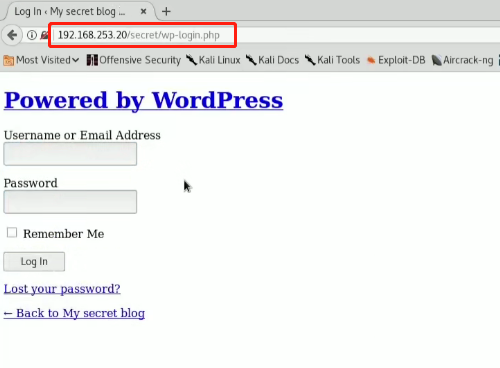 Log In ‹ My secret blog ... × +
192.168.253.20/secret/wp-login.php
Most Visited Offensive Security Kali Linux Kali Docs Kali Tools Exploit-DB Aircrack-ng
Powered by WordPress
Username or Email Address
Password
Remember Me
Log In
Lost your password?
← Back to My secret blog